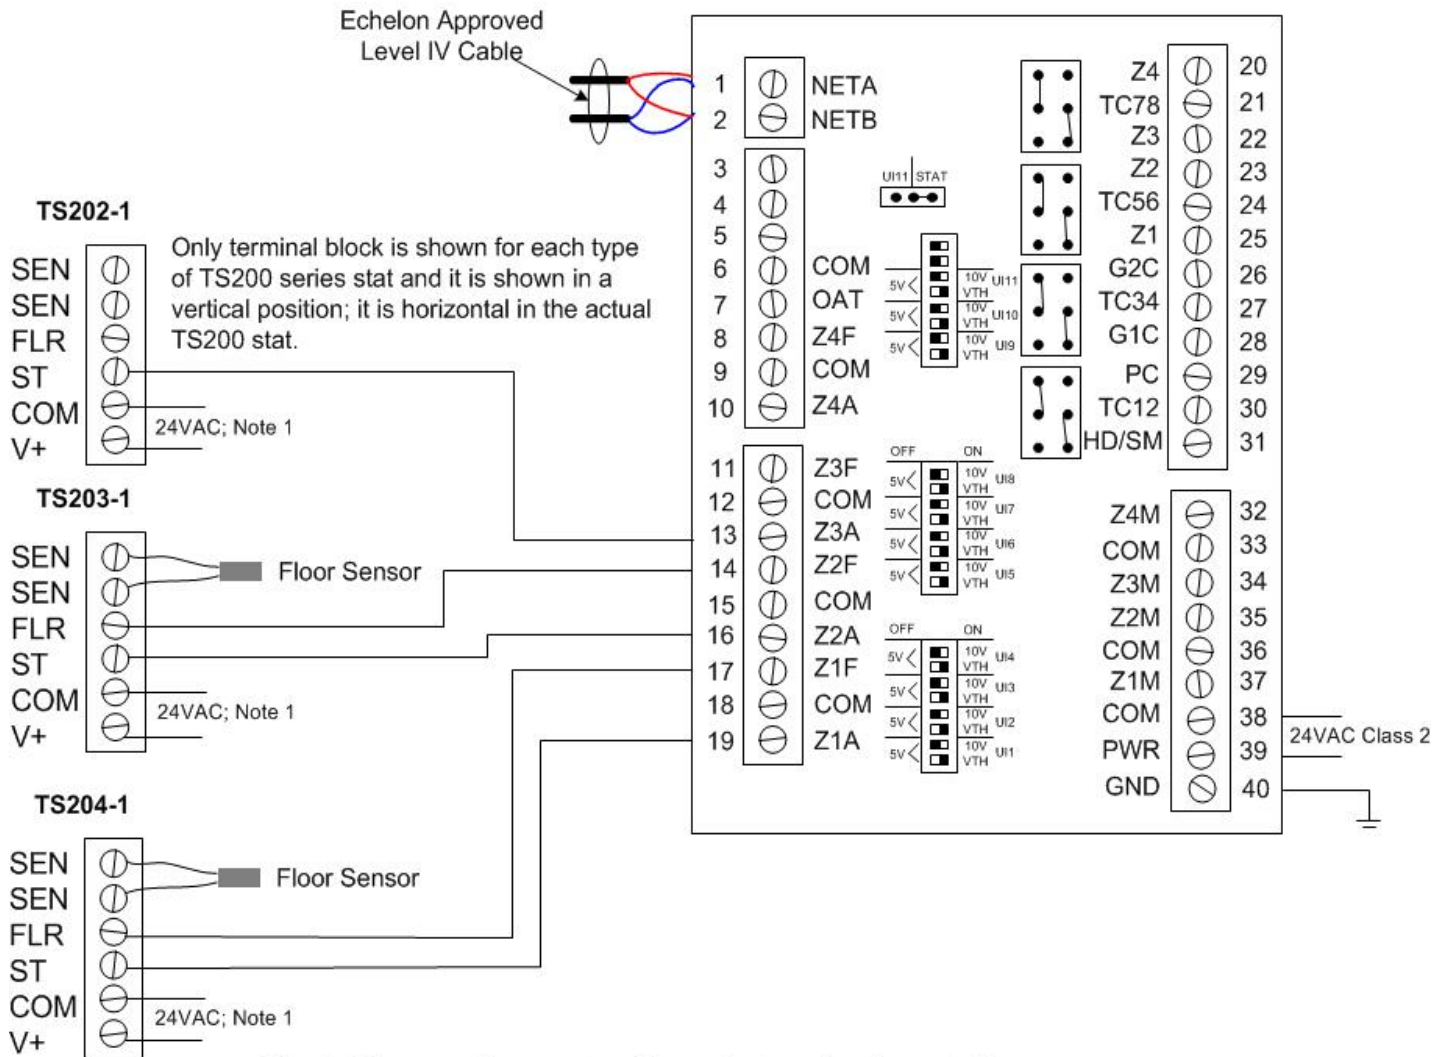 Echelon Approved
Level IV Cable
TS202-1
SEN
SEN
FLR
ST
COM
V+
Only terminal block is shown for each type
of TS200 series stat and it is shown in a
vertical position; it is horizontal in the actual
TS200 stat.
24VAC; Note 1
TS203-1
SEN
SEN
FLR
ST
COM
V+
Floor Sensor
24VAC; Note 1
TS204-1
SEN
SEN
FLR
ST
COM
V+
Floor Sensor
24VAC; Note 1
1 NETA
2 NETB
3
4
5
6 COM
7 OAT
8 Z4F
9 COM
10 Z4A
11 Z3F
12 COM
13 Z3A
14 Z2F
15 COM
16 Z2A
17 Z1F
18 COM
19 Z1A
UI11 STAT
5V 10V UI11
VTH
5V 10V UI10
VTH
5V 10V UI9
VTH
OFF ON
5V 10V UI8
VTH
5V 10V UI7
VTH
5V 10V UI6
VTH
5V 10V UI5
VTH
OFF ON
5V 10V UI4
VTH
5V 10V UI3
VTH
5V 10V UI2
VTH
5V 10V UI1
VTH
Z4 20
TC78 21
Z3 22
Z2 23
TC56 24
Z1 25
G2C 26
TC34 27
G1C 28
PC 29
TC12 30
HD/SM 31
Z4M 32
COM 33
Z3M 34
Z2M 35
COM 36
Z1M 37
COM 38
PWR 39
GND 40
24VAC Class 2